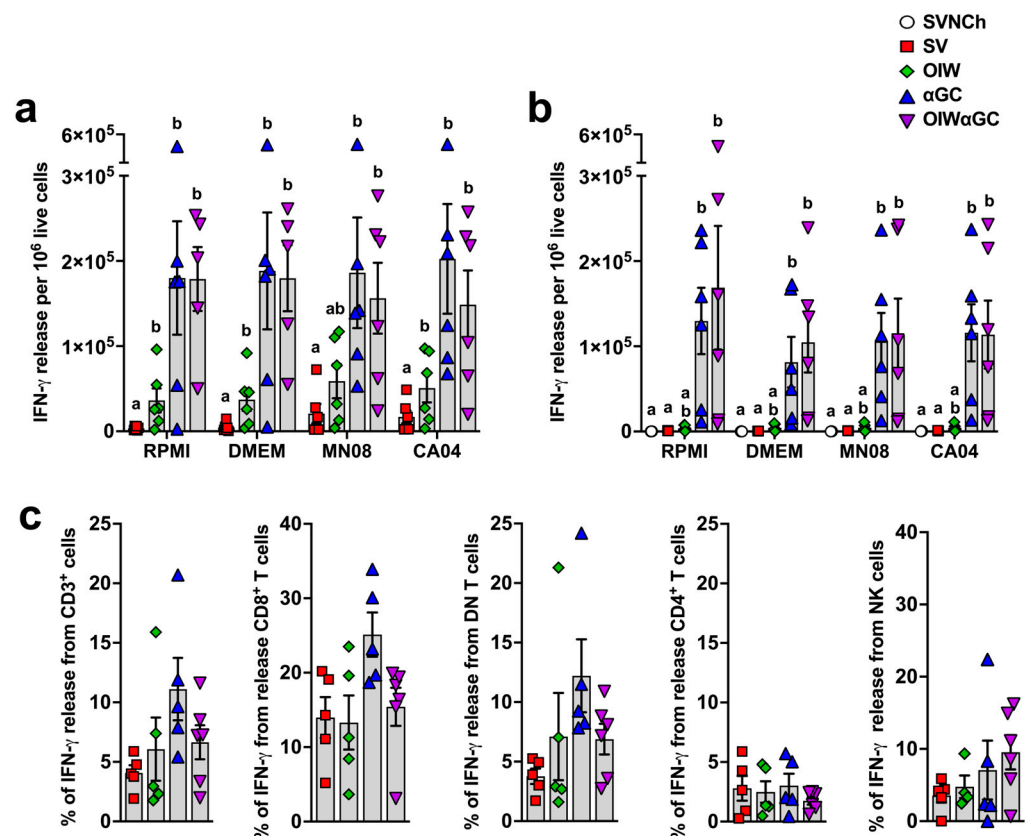 SVNCh
SV
OIW
αGC
OIWαGC
a
b
6×10⁵
3×10⁵
2×10⁵
1×10⁵
0
IFN-γ release per 10⁶ live cells
a b b b
a b b b
a ab b b
a b b b
RPMI DMEM MN08 CA04
6×10⁵
3×10⁵
2×10⁵
1×10⁵
0
IFN-γ release per 10⁶ live cells
a a a b b b
a a a b b b
a a a b b b
a a a b b b
RPMI DMEM MN08 CA04
c
25
20
15
10
5
0
% of IFN-γ release from CD3⁺ cells
40
30
20
10
0
% of IFN-γ from release CD8⁺ T cells
25
20
15
10
5
0
% of IFN-γ release from DN T cells
25
20
15
10
5
0
% of IFN-γ from release CD4⁺ T cells
40
30
20
10
0
% of IFN-γ release from NK cells